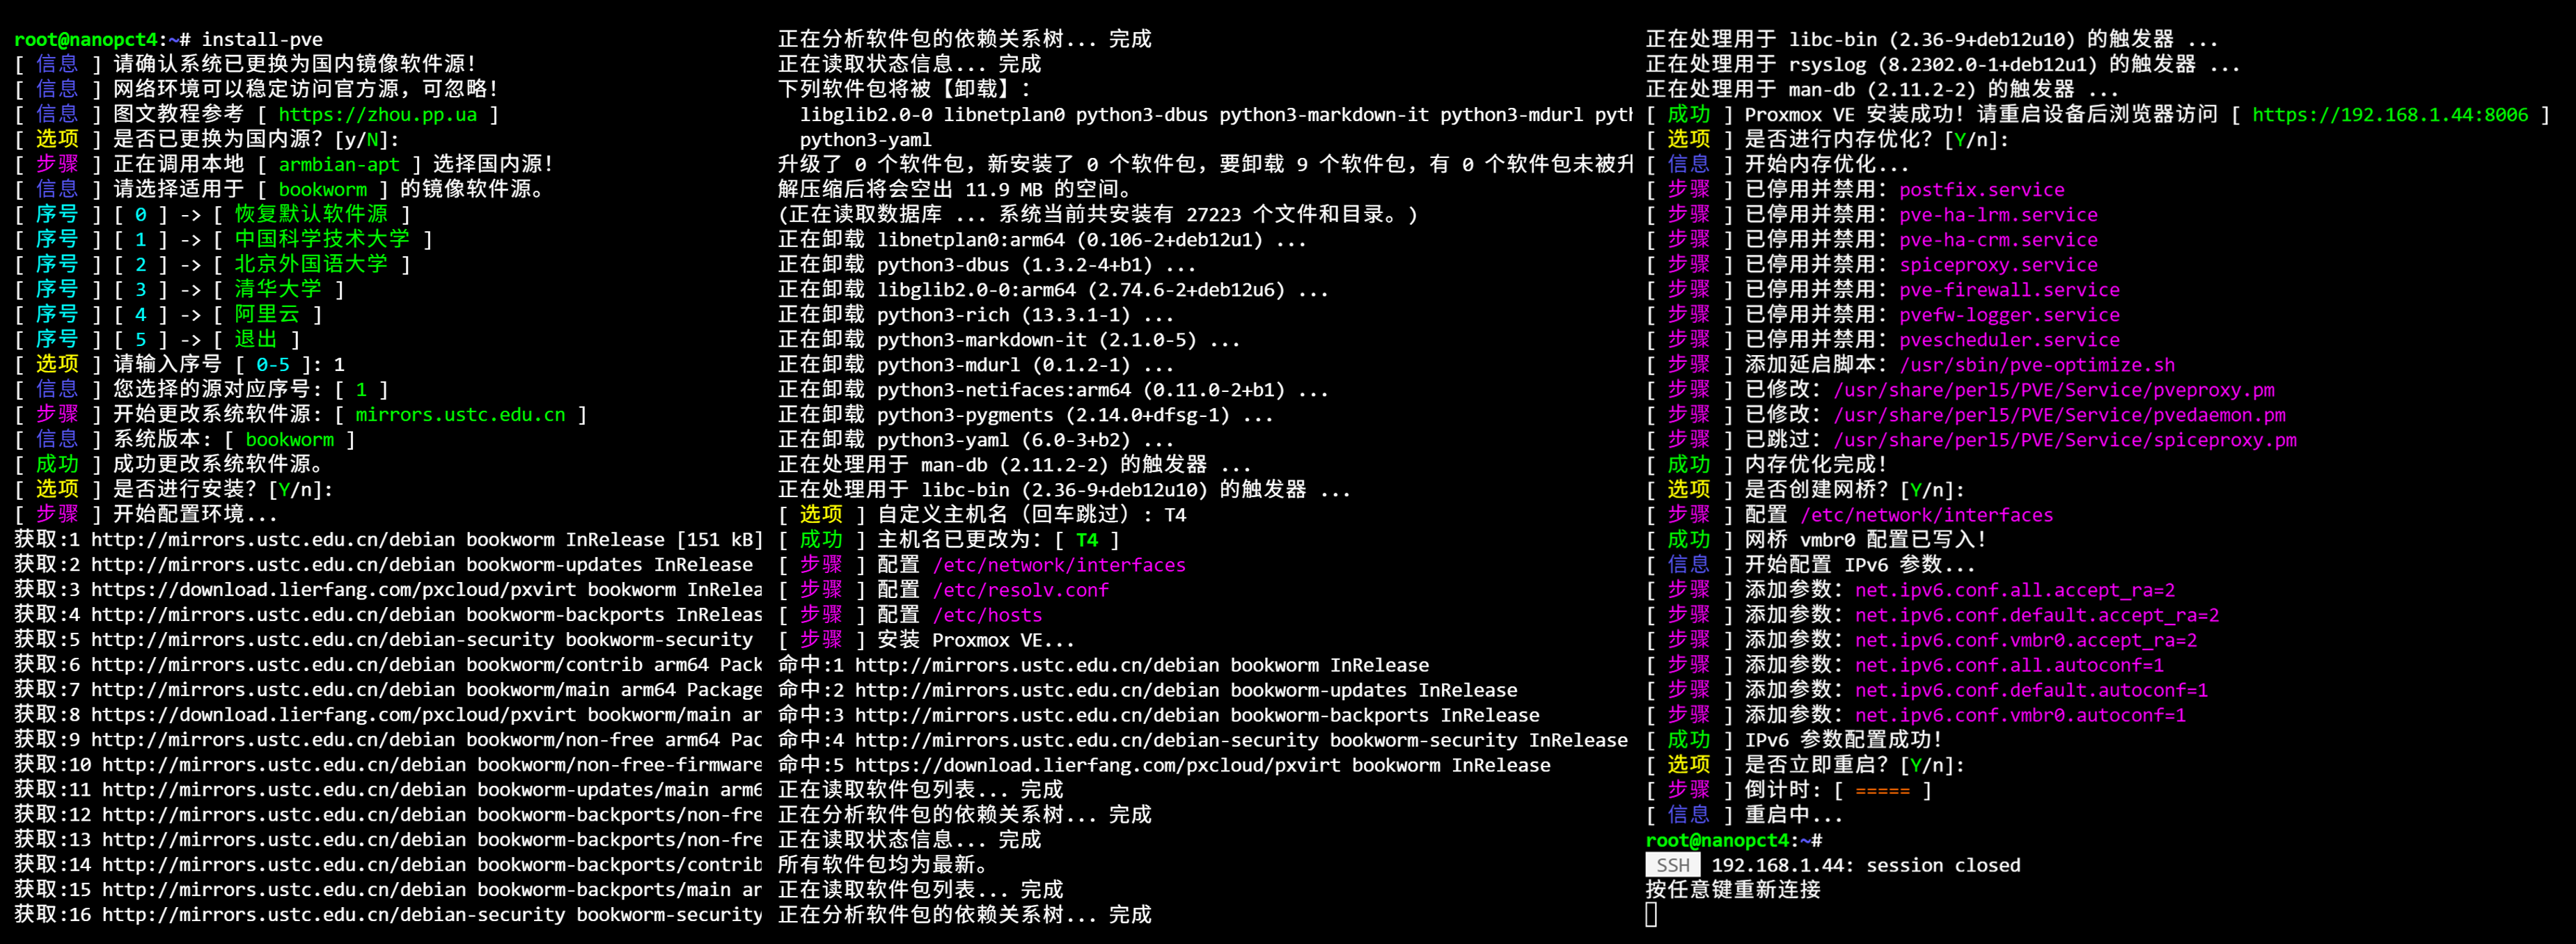 root@nanopct4:~# install-pve
[ 信息 ] 请确认系统已更换为国内镜像软件源！
[ 信息 ] 网络环境可以稳定访问官方源，可忽略！
[ 信息 ] 图文教程参考 [ https://zhou.pp.ua ]
[ 选项 ] 是否已更换为国内源？[y/N]:
[ 步骤 ] 正在调用本地 [ armbian-apt ] 选择国内源！
[ 信息 ] 请选择适用于 [ bookworm ] 的镜像软件源。
[ 序号 ] [ 0 ] -> [ 恢复默认软件源 ]
[ 序号 ] [ 1 ] -> [ 中国科学技术大学 ]
[ 序号 ] [ 2 ] -> [ 北京外国语大学 ]
[ 序号 ] [ 3 ] -> [ 清华大学 ]
[ 序号 ] [ 4 ] -> [ 阿里云 ]
[ 序号 ] [ 5 ] -> [ 退出 ]
[ 选项 ] 请输入序号 [ 0-5 ]: 1
[ 信息 ] 您选择的源对应序号: [ 1 ]
[ 步骤 ] 开始更改系统软件源: [ mirrors.ustc.edu.cn ]
[ 信息 ] 系统版本: [ bookworm ]
[ 成功 ] 成功更改系统软件源。
[ 选项 ] 是否进行安装？[Y/n]:
[ 步骤 ] 开始配置环境...
获取:1 http://mirrors.ustc.edu.cn/debian bookworm InRelease [151 kB]
获取:2 http://mirrors.ustc.edu.cn/debian bookworm-updates InRelease
获取:3 https://download.lierfang.com/pxcloud/pxvirt bookworm InRelea
获取:4 http://mirrors.ustc.edu.cn/debian bookworm-backports InReleas
获取:5 http://mirrors.ustc.edu.cn/debian-security bookworm-security
获取:6 http://mirrors.ustc.edu.cn/debian bookworm/contrib arm64 Pack
获取:7 http://mirrors.ustc.edu.cn/debian bookworm/main arm64 Package
获取:8 https://download.lierfang.com/pxcloud/pxvirt bookworm/main ar
获取:9 http://mirrors.ustc.edu.cn/debian bookworm/non-free arm64 Pac
获取:10 http://mirrors.ustc.edu.cn/debian bookworm/non-free-firmware
获取:11 http://mirrors.ustc.edu.cn/debian bookworm-updates/main arm6
获取:12 http://mirrors.ustc.edu.cn/debian bookworm-backports/non-fre
获取:13 http://mirrors.ustc.edu.cn/debian bookworm-backports/non-fre
获取:14 http://mirrors.ustc.edu.cn/debian bookworm-backports/contrib
获取:15 http://mirrors.ustc.edu.cn/debian bookworm-backports/main ar
获取:16 http://mirrors.ustc.edu.cn/debian-security bookworm-security
正在分析软件包的依赖关系树... 完成
正在读取状态信息... 完成
下列软件包将被【卸载】：
libglib2.0-0 libnetplan0 python3-dbus python3-markdown-it python3-mdurl pyth
python3-yaml
升级了 0 个软件包，新安装了 0 个软件包，要卸载 9 个软件包，有 0 个软件包未被升
解压缩后将会空出 11.9 MB 的空间。
(正在读取数据库 ... 系统当前共安装有 27223 个文件和目录。)
正在卸载 libnetplan0:arm64 (0.106-2+deb12u1) ...
正在卸载 python3-dbus (1.3.2-4+b1) ...
正在卸载 libglib2.0-0:arm64 (2.74.6-2+deb12u6) ...
正在卸载 python3-rich (13.3.1-1) ...
正在卸载 python3-markdown-it (2.1.0-5) ...
正在卸载 python3-mdurl (0.1.2-1) ...
正在卸载 python3-netifaces:arm64 (0.11.0-2+b1) ...
正在卸载 python3-pygments (2.14.0+dfsg-1) ...
正在卸载 python3-yaml (6.0-3+b2) ...
正在处理用于 man-db (2.11.2-2) 的触发器 ...
正在处理用于 libc-bin (2.36-9+deb12u10) 的触发器 ...
[ 选项 ] 自定义主机名（回车跳过）: T4
[ 成功 ] 主机名已更改为: [ T4 ]
[ 步骤 ] 配置 /etc/network/interfaces
[ 步骤 ] 配置 /etc/resolv.conf
[ 步骤 ] 配置 /etc/hosts
[ 步骤 ] 安装 Proxmox VE...
命中:1 http://mirrors.ustc.edu.cn/debian bookworm InRelease
命中:2 http://mirrors.ustc.edu.cn/debian bookworm-updates InRelease
命中:3 http://mirrors.ustc.edu.cn/debian bookworm-backports InRelease
命中:4 http://mirrors.ustc.edu.cn/debian-security bookworm-security InRelease
命中:5 https://download.lierfang.com/pxcloud/pxvirt bookworm InRelease
正在读取软件包列表... 完成
正在分析软件包的依赖关系树... 完成
正在读取状态信息... 完成
所有软件包均为最新。
正在读取软件包列表... 完成
正在分析软件包的依赖关系树... 完成
正在处理用于 libc-bin (2.36-9+deb12u10) 的触发器 ...
正在处理用于 rsyslog (8.2302.0-1+deb12u1) 的触发器 ...
正在处理用于 man-db (2.11.2-2) 的触发器 ...
[ 成功 ] Proxmox VE 安装成功！请重启设备后浏览器访问 [ https://192.168.1.44:8006 ]
[ 选项 ] 是否进行内存优化？[Y/n]:
[ 信息 ] 开始内存优化...
[ 步骤 ] 已停用并禁用: postfix.service
[ 步骤 ] 已停用并禁用: pve-ha-lrm.service
[ 步骤 ] 已停用并禁用: pve-ha-crm.service
[ 步骤 ] 已停用并禁用: spiceproxy.service
[ 步骤 ] 已停用并禁用: pve-firewall.service
[ 步骤 ] 已停用并禁用: pvefw-logger.service
[ 步骤 ] 已停用并禁用: pvescheduler.service
[ 步骤 ] 添加延启脚本: /usr/sbin/pve-optimize.sh
[ 步骤 ] 已修改: /usr/share/perl5/PVE/Service/pveproxy.pm
[ 步骤 ] 已修改: /usr/share/perl5/PVE/Service/pvedaemon.pm
[ 步骤 ] 已跳过: /usr/share/perl5/PVE/Service/spiceproxy.pm
[ 成功 ] 内存优化完成！
[ 选项 ] 是否创建网桥？[Y/n]:
[ 步骤 ] 配置 /etc/network/interfaces
[ 成功 ] 网桥 vmbr0 配置已写入！
[ 信息 ] 开始配置 IPv6 参数...
[ 步骤 ] 添加参数: net.ipv6.conf.all.accept_ra=2
[ 步骤 ] 添加参数: net.ipv6.conf.default.accept_ra=2
[ 步骤 ] 添加参数: net.ipv6.conf.vmbr0.accept_ra=2
[ 步骤 ] 添加参数: net.ipv6.conf.all.autoconf=1
[ 步骤 ] 添加参数: net.ipv6.conf.default.autoconf=1
[ 步骤 ] 添加参数: net.ipv6.conf.vmbr0.autoconf=1
[ 成功 ] IPv6 参数配置成功！
[ 选项 ] 是否立即重启？[Y/n]:
[ 步骤 ] 倒计时: [ ===== ]
[ 信息 ] 重启中...
root@nanopct4:~#
SSH 192.168.1.44: session closed
按任意键重新连接